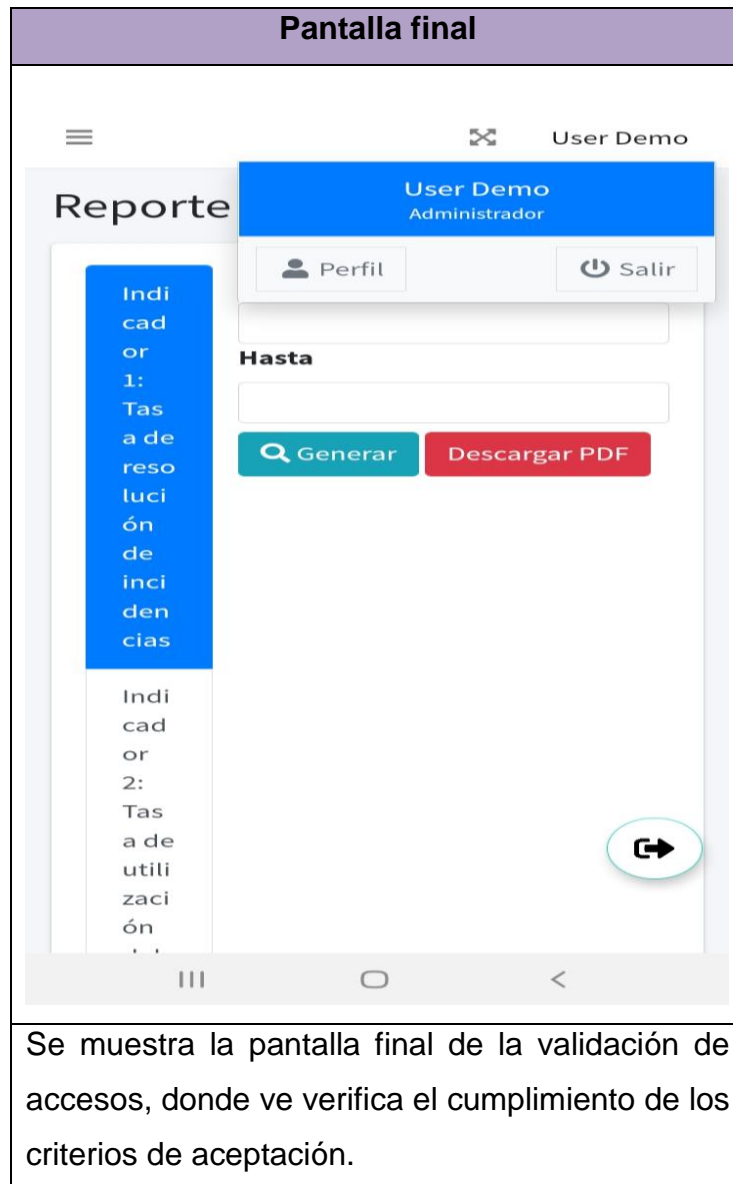 Pantalla final
User Demo
Reporte
User Demo
Administrador
Perfil
Salir
Indi
cad
or
1:
Tas
a de
reso
luci
ón
de
inci
den
cias
Hasta
Generar
Descargar PDF
Indi
cad
or
2:
Tas
a de
utili
zaci
ón
Se muestra la pantalla final de la validación de
accesos, donde ve verifica el cumplimiento de los
criterios de aceptación.